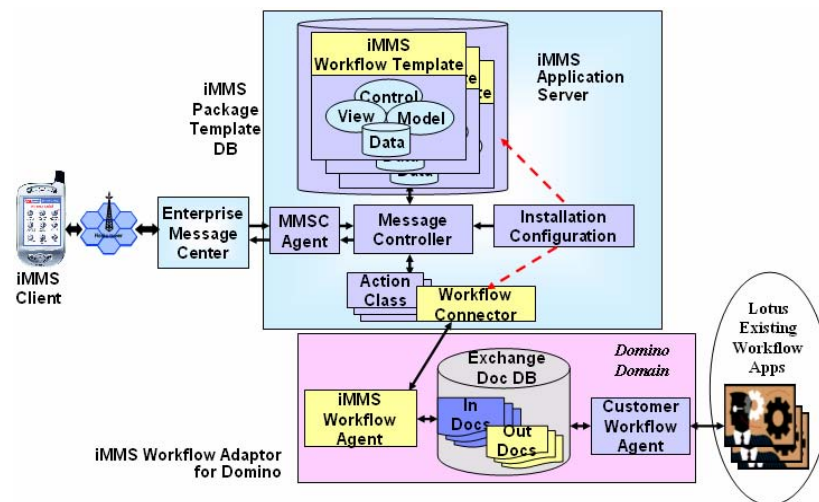 iMMS
Workflow Template
Control
View
Model
Data
Data
Data
iMMS
Package
Template
DB
iMMS
Application
Server
iMMS
Client
Enterprise
Message
Center
MMSC
Agent
Message
Controller
Installation
Configuration
Action
Class
Workflow
Connector
Lotus
Existing
Workflow
Apps
Domino
Domain
Exchange
Doc DB
iMMS
Workflow
Agent
In
Docs
Out
Docs
Customer
Workflow
Agent
iMMS Workflow Adaptor
for Domino